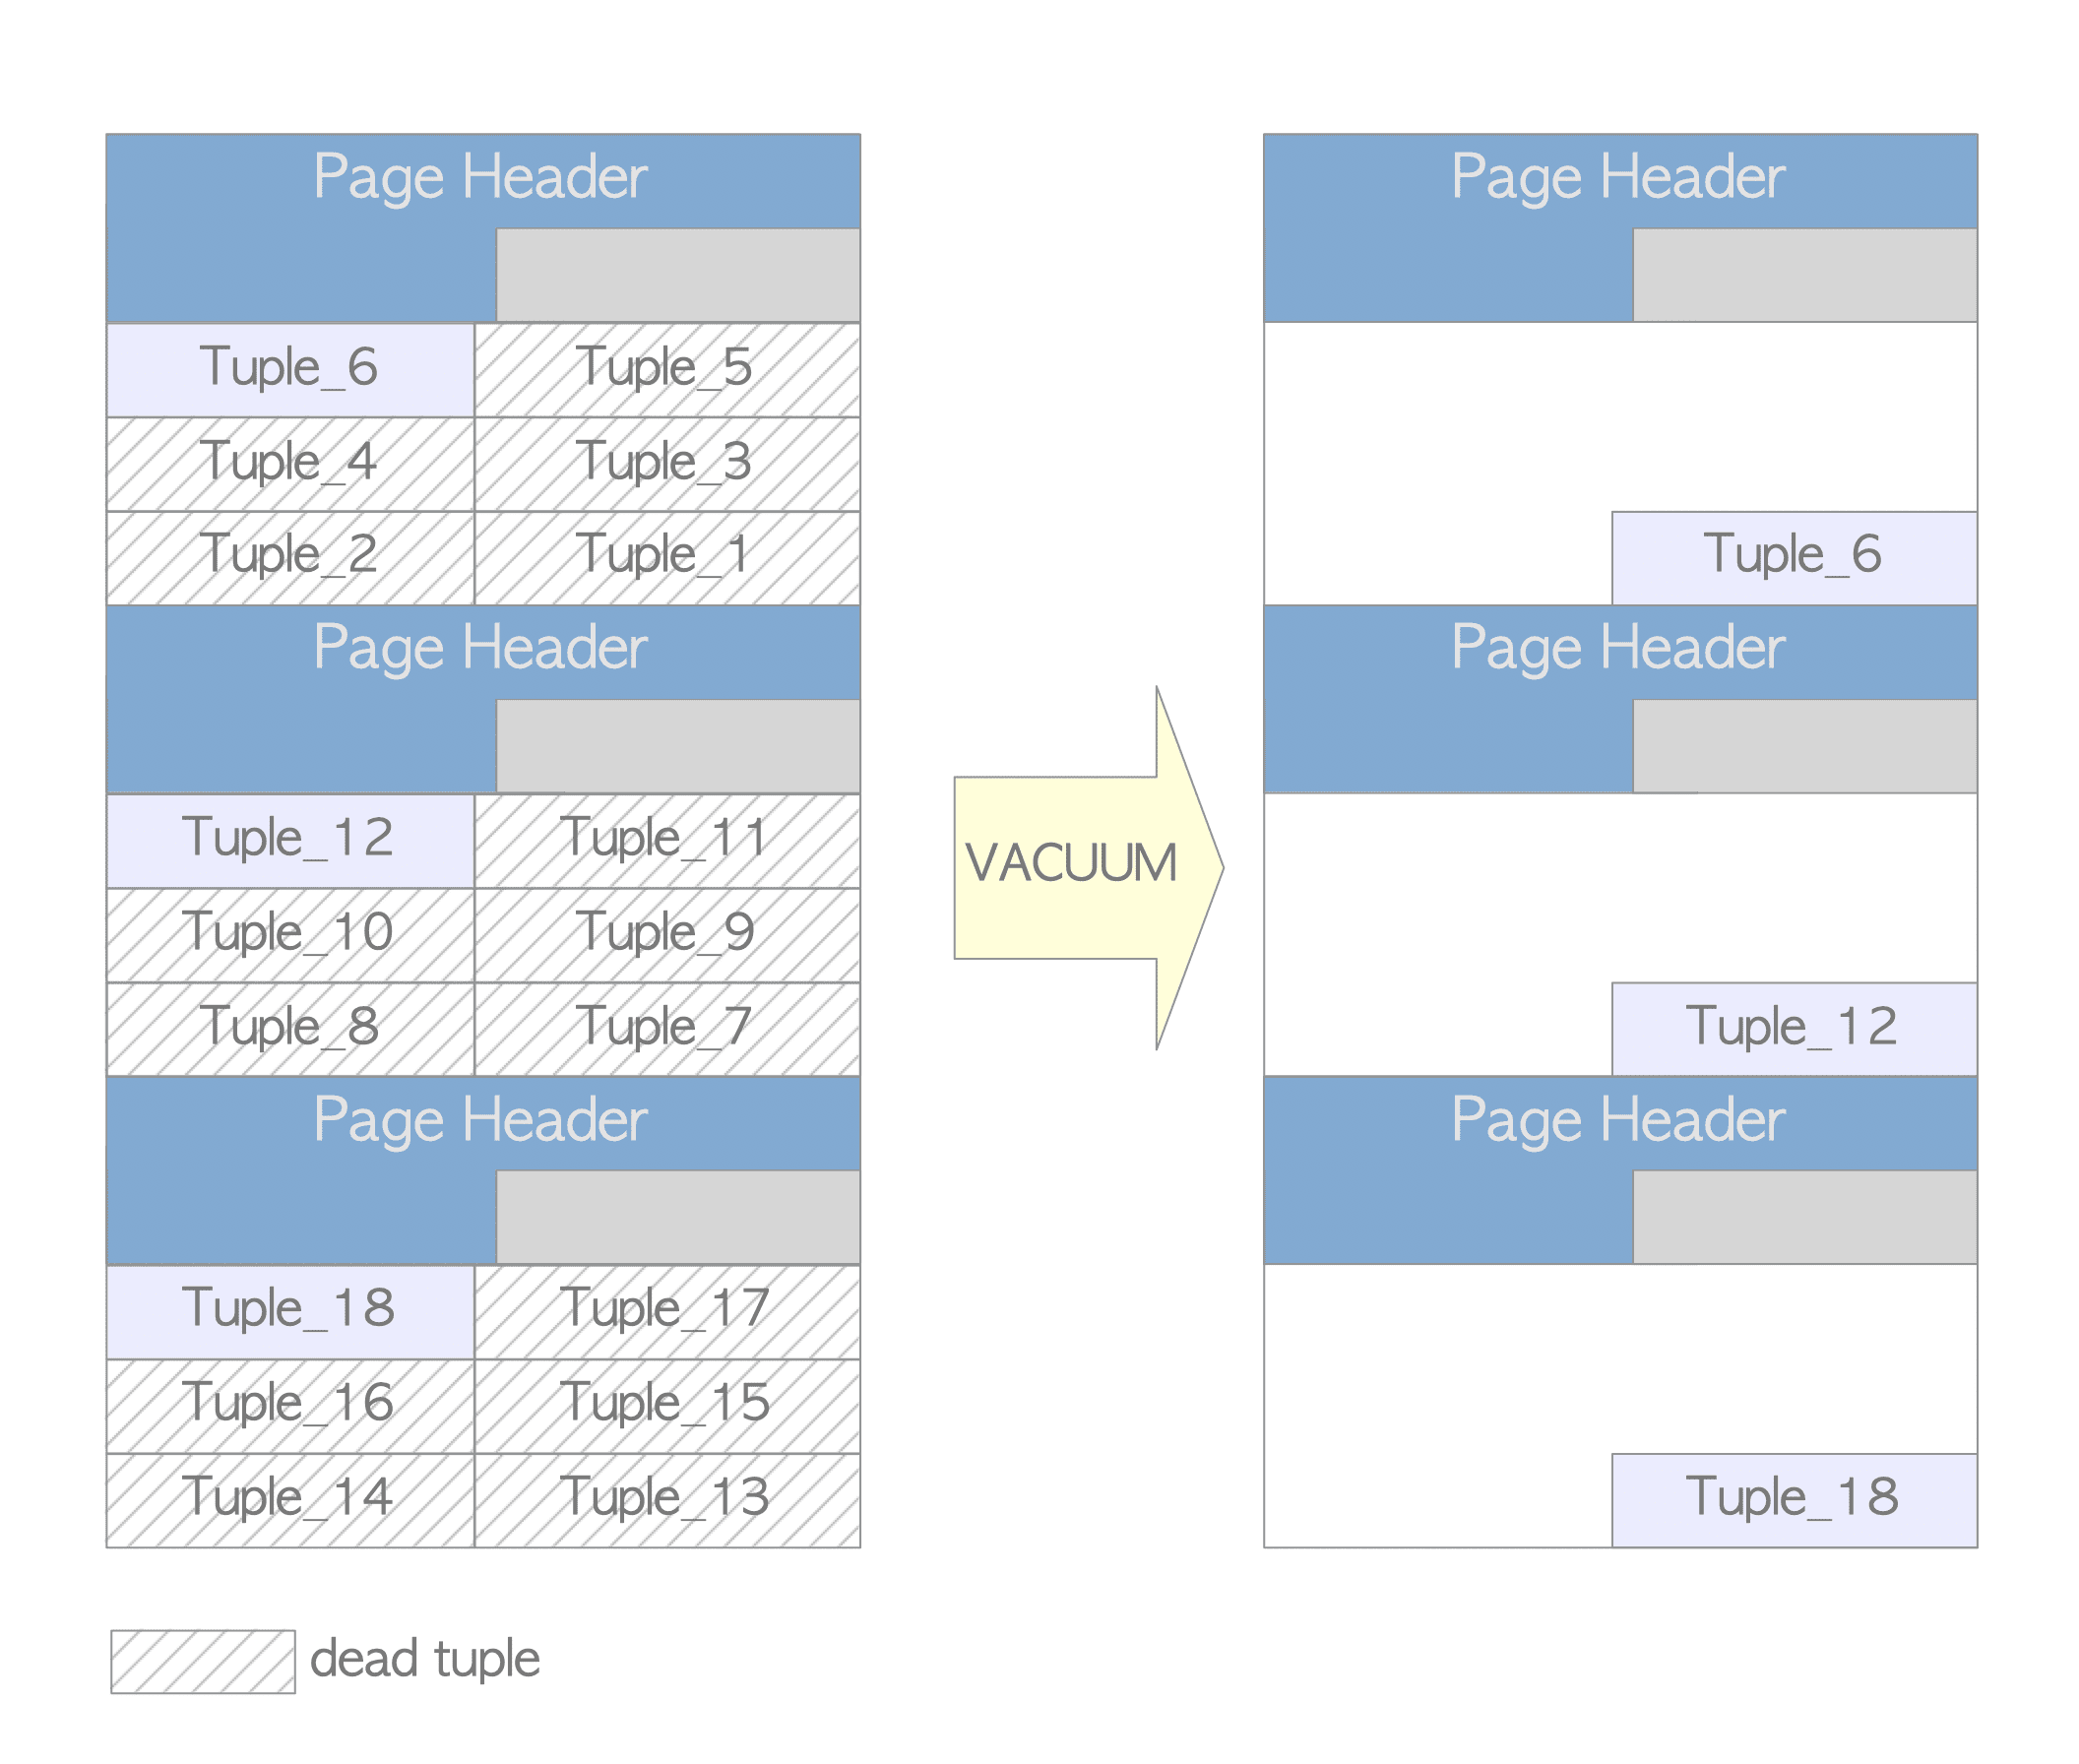 Page Header
Tuple_6 Tuple_5
Tuple_4 Tuple_3
Tuple_2 Tuple_1
Page Header
Tuple_12 Tuple_11
Tuple_10 Tuple_9
Tuple_8 Tuple_7
Page Header
Tuple_18 Tuple_17
Tuple_16 Tuple_15
Tuple_14 Tuple_13
dead tuple
VACUUM
Page Header
Tuple_6
Page Header
Tuple_12
Page Header
Tuple_18